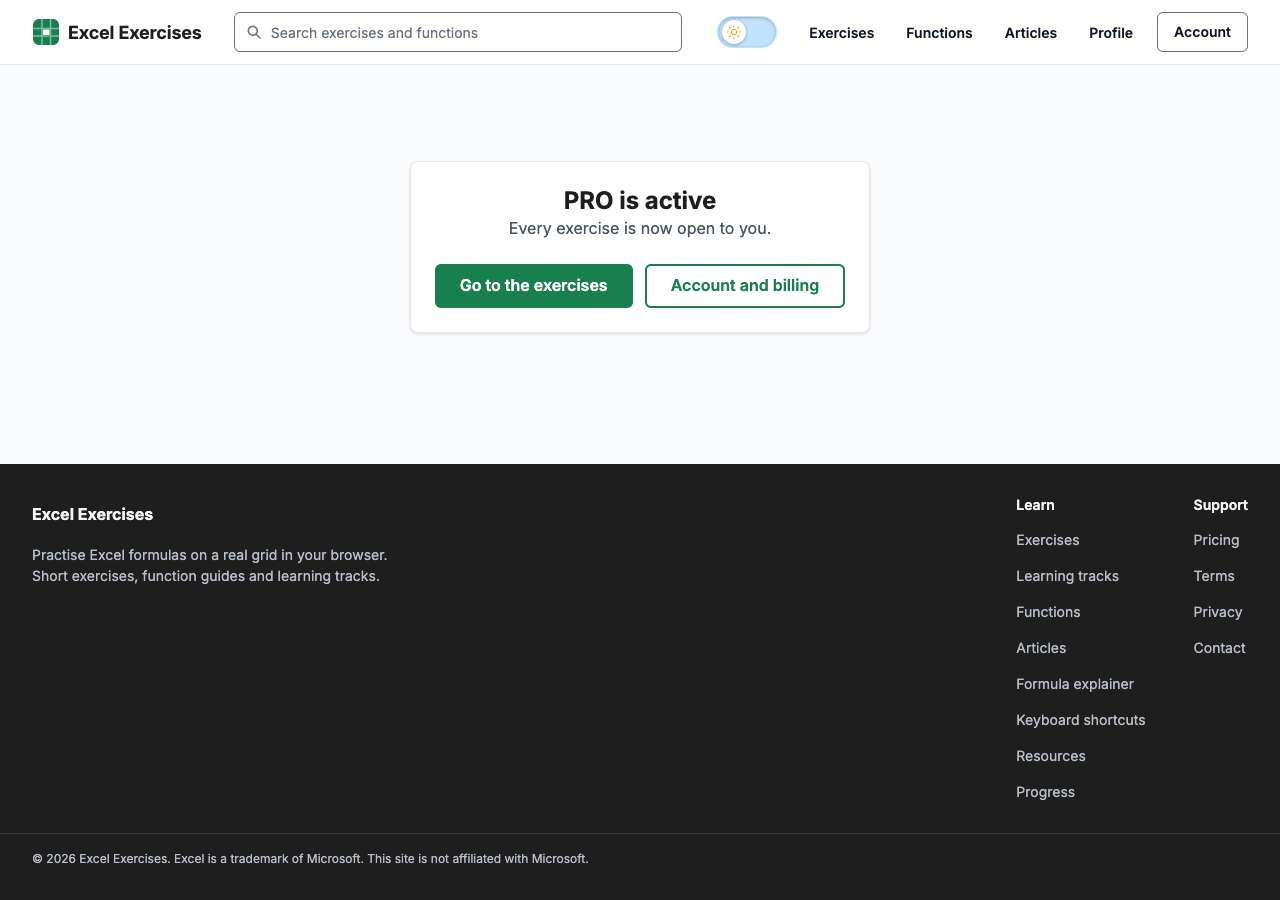 Excel Exercises
Search exercises and functions
Exercises
Functions
Articles
Profile
Account
PRO is active
Every exercise is now open to you.
Go to the exercises
Account and billing
Excel Exercises
Practise Excel formulas on a real grid in your browser.
Short exercises, function guides and learning tracks.
Learn
Exercises
Learning tracks
Functions
Articles
Formula explainer
Keyboard shortcuts
Resources
Progress
Support
Pricing
Terms
Privacy
Contact
© 2026 Excel Exercises. Excel is a trademark of Microsoft. This site is not affiliated with Microsoft.